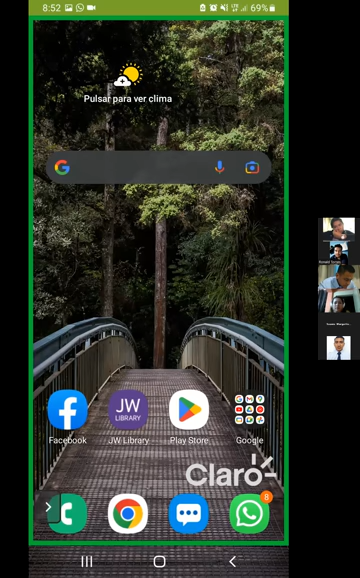 8:52
69%
Pulsar para ver clima
Facebook
JW
LIBRARY
JW Library
Play Store
Google
Claro
8